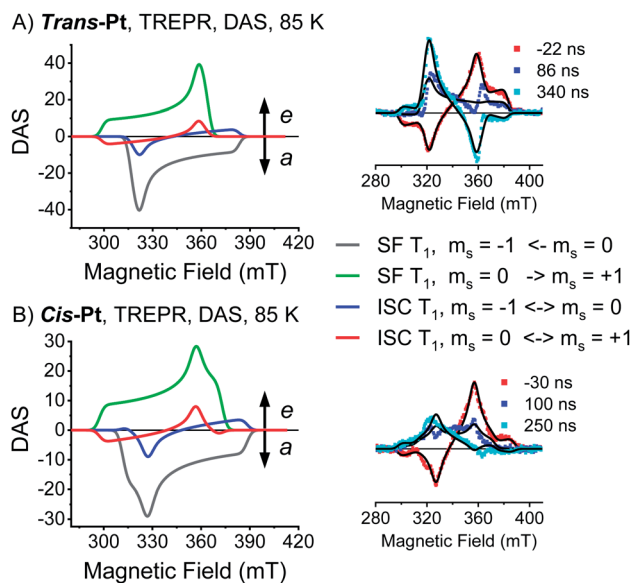 A) Trans-Pt, TREPR, DAS, 85 K
40
20
0
-20
-40
DAS
e
a
300 330 360 390 420
Magnetic Field (mT)
-22 ns
86 ns
340 ns
280 320 360 400
Magnetic Field (mT)
SF T1, ms = -1 <- ms = 0
SF T1, ms = 0 -> ms = +1
ISC T1, ms = -1 <-> ms = 0
ISC T1, ms = 0 <-> ms = +1
B) Cis-Pt, TREPR, DAS, 85 K
30
20
10
0
-10
-20
-30
DAS
e
a
300 330 360 390 420
Magnetic Field (mT)
-30 ns
100 ns
250 ns
280 320 360 400
Magnetic Field (mT)